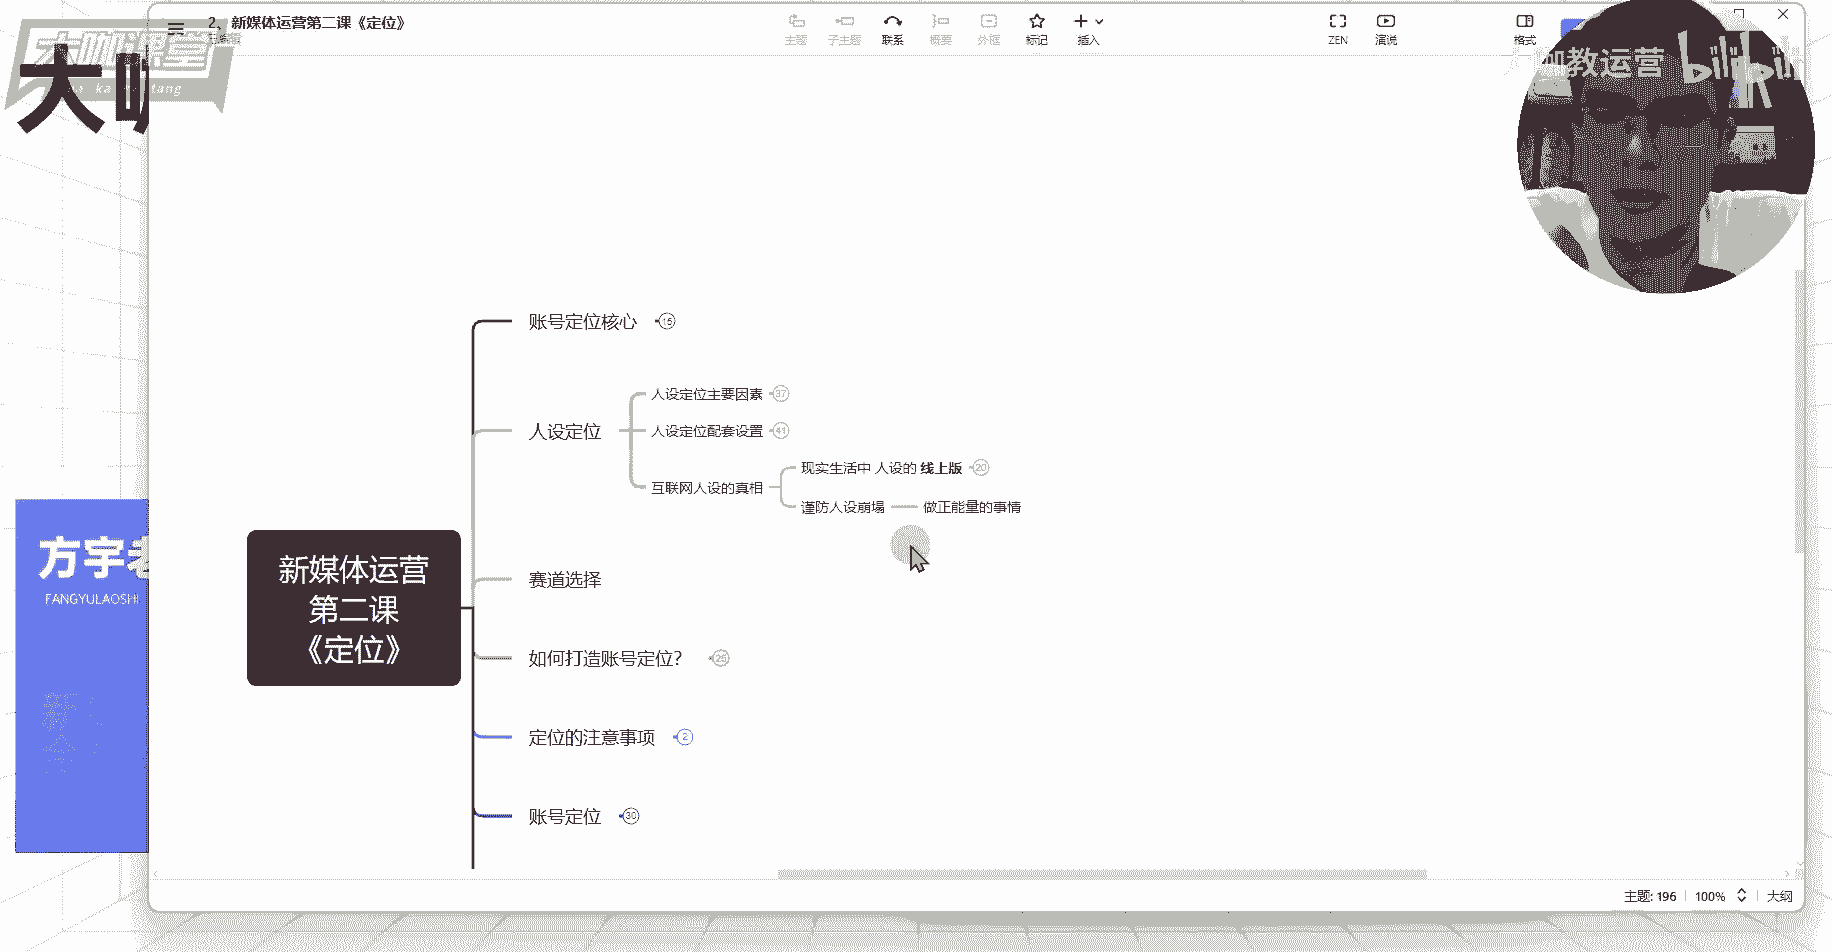 2、新媒体运营第二课《定位》
主题
子主题
联系
概要
外框
标记
插入
ZEN
演说
格式
大咖课堂
大咖教运营
bilibili
账号定位核心 15
人设定位主要因素 37
人设定位
人设定位配套设置 41
现实生活中 人设的 线上版 20
互联网人设的真相
谨防人设崩塌
做正能量的事情
新媒体运营
第二课
《定位》
赛道选择
如何打造账号定位？ 25
定位的注意事项 2
账号定位 30
方宇老
FANGYULAOSHI
主题: 196
100%
大纲